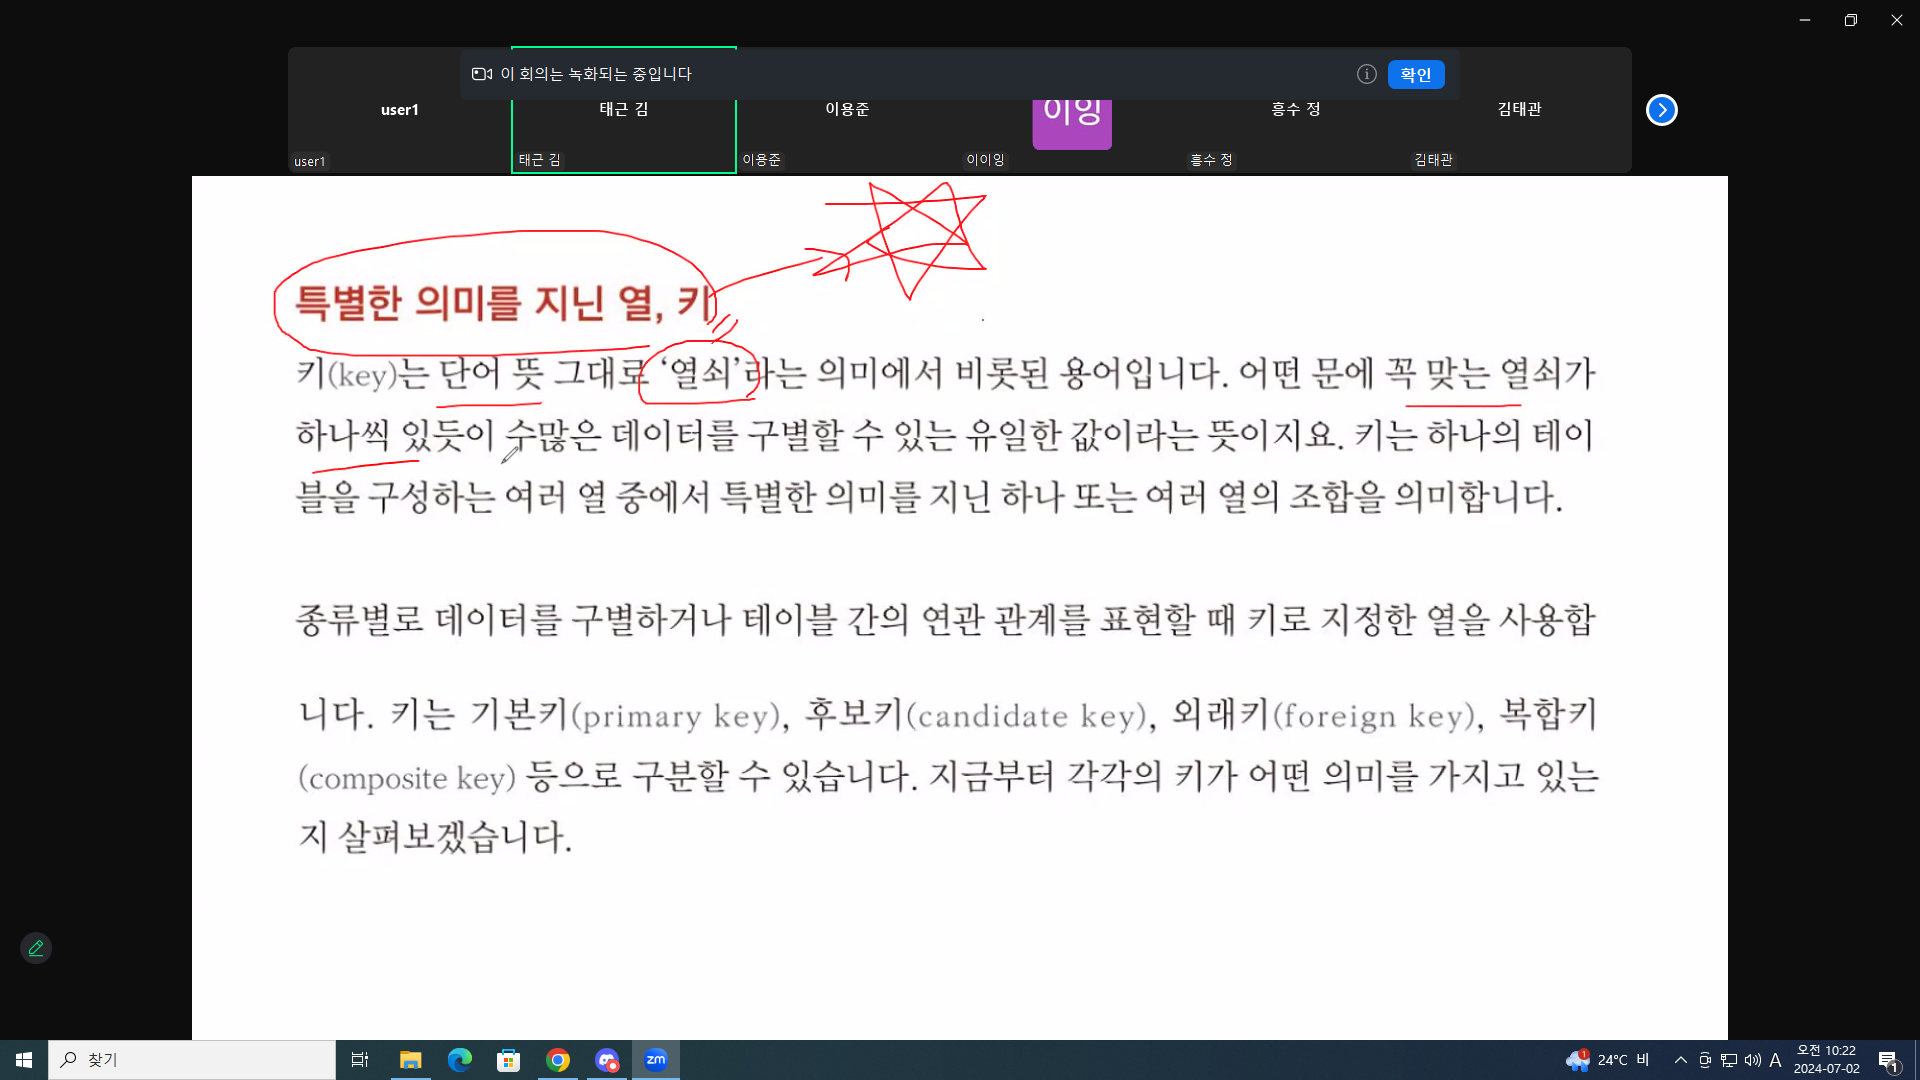 이 회의는 녹화되는 중입니다
확인
user1
태근 김
이용준
이잉
흥수 정
김태관
user1
태근 김
이용준
이이잉
흥수 정
김태관
특별한 의미를 지닌 열, 키
키(key)는 단어 뜻 그대로 ‘열쇠’라는 의미에서 비롯된 용어입니다. 어떤 문에 꼭 맞는 열쇠가
하나씩 있듯이 수많은 데이터를 구별할 수 있는 유일한 값이라는 뜻이지요. 키는 하나의 테이
블을 구성하는 여러 열 중에서 특별한 의미를 지닌 하나 또는 여러 열의 조합을 의미합니다.
종류별로 데이터를 구별하거나 테이블 간의 연관 관계를 표현할 때 키로 지정한 열을 사용합
니다. 키는 기본키(primary key), 후보키(candidate key), 외래키(foreign key), 복합키
(composite key) 등으로 구분할 수 있습니다. 지금부터 각각의 키가 어떤 의미를 가지고 있는
지 살펴보겠습니다.
찾기
zm
1
24°C 비
A
오전 10:22
2024-07-02
1